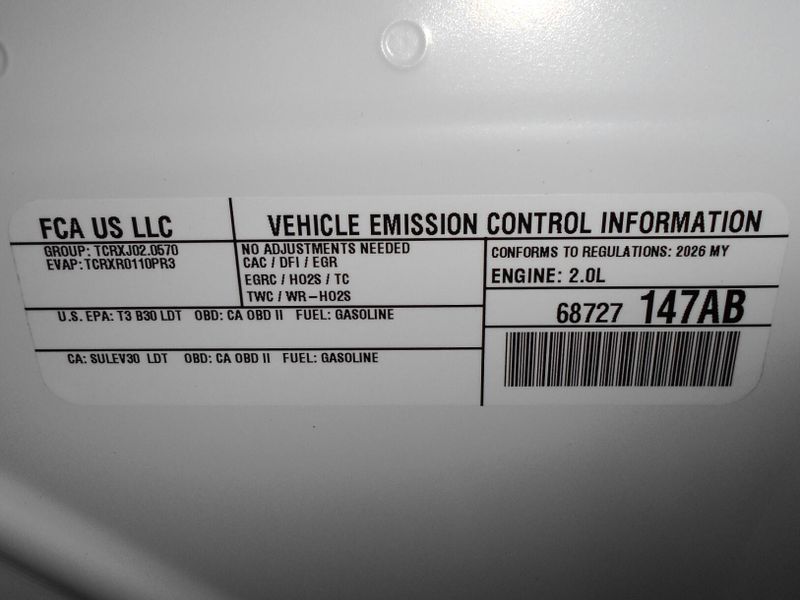 FCA US LLC
VEHICLE EMISSION CONTROL INFORMATION
GROUP: TCRXJ02.0570
EVAP: TCRXR0110PR3
NO ADJUSTMENTS NEEDED
CAC / DFI / EGR
EGRC / HO2S / TC
TWC / WR-HO2S
CONFORMS TO REGULATIONS: 2026 MY
ENGINE: 2.0L
U.S. EPA: T3 B30 LDT OBD: CA OBD II FUEL: GASOLINE
68727 147AB
CA: SULEV30 LDT OBD: CA OBD II FUEL: GASOLINE